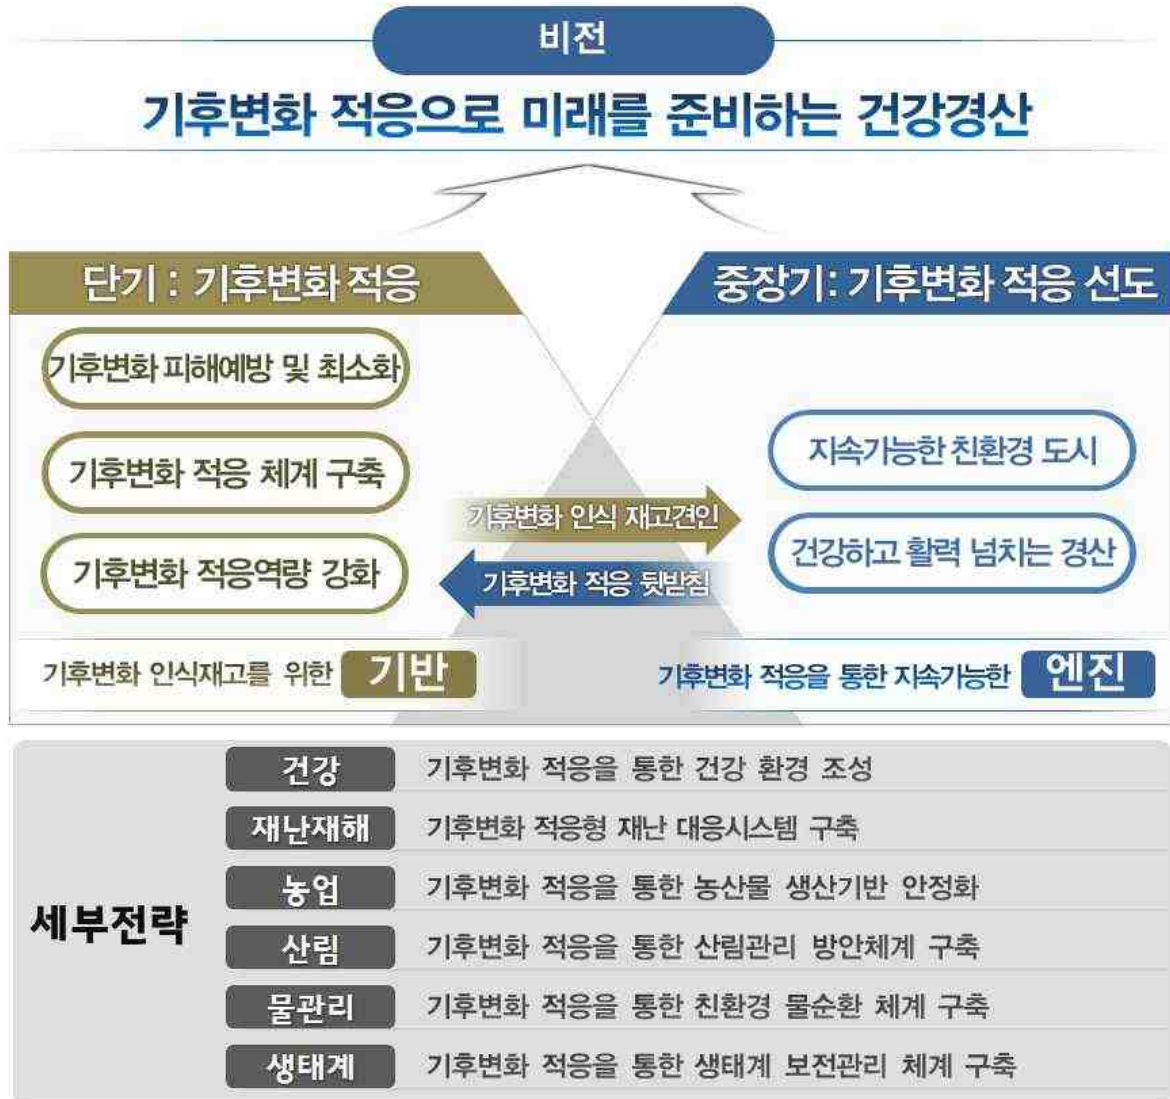 비전
기후변화 적응으로 미래를 준비하는 건강경산
단기 : 기후변화 적응
기후변화 피해예방 및 최소화
기후변화 적응 체계 구축
기후변화 적응역량 강화
기후변화 인식재고를 위한 기반
기후변화 인식 재고견인
기후변화 적응 뒷받침
중장기: 기후변화 적응 선도
지속가능한 친환경 도시
건강하고 활력 넘치는 경산
기후변화 적응을 통한 지속가능한 엔진
세부전략
건강 기후변화 적응을 통한 건강 환경 조성
재난재해 기후변화 적응형 재난 대응시스템 구축
농업 기후변화 적응을 통한 농산물 생산기반 안정화
산림 기후변화 적응을 통한 산림관리 방안체계 구축
물관리 기후변화 적응을 통한 친환경 물순환 체계 구축
생태계 기후변화 적응을 통한 생태계 보전관리 체계 구축